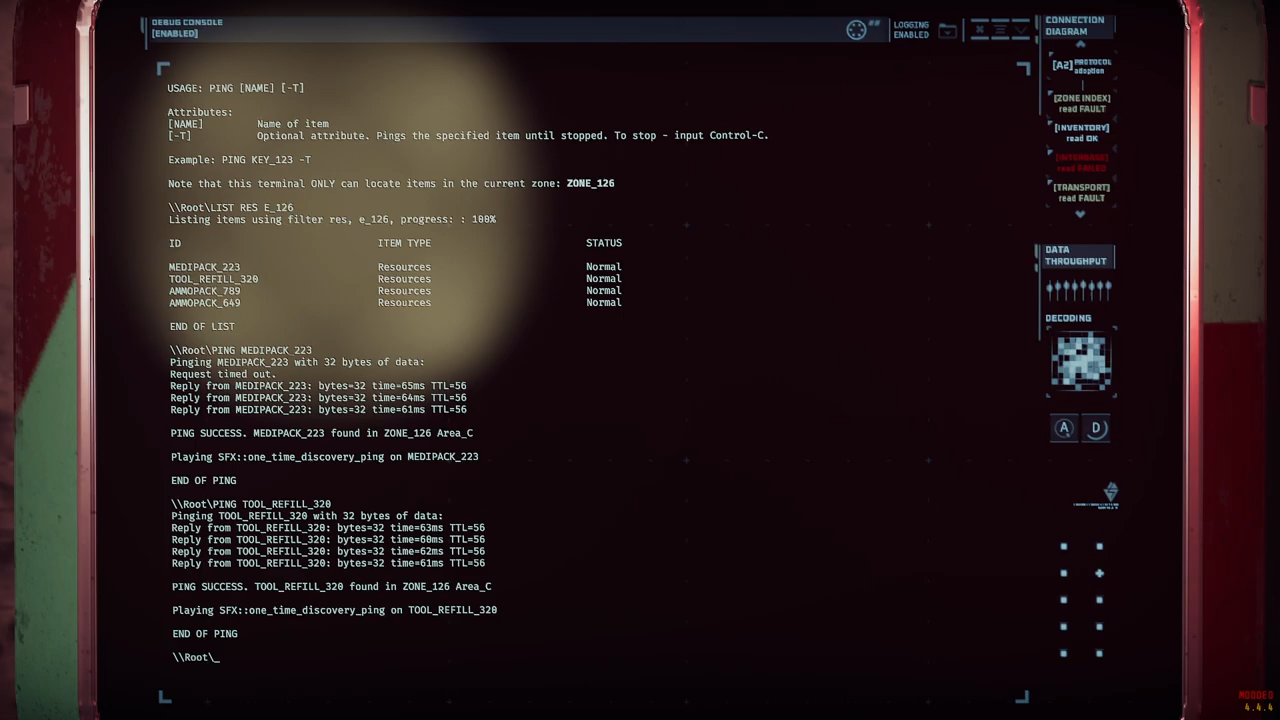 DEBUG CONSOLE
[ENABLED]
LOGGING
ENABLED
USAGE: PING [NAME] [-T]
Attributes:
[NAME] Name of item
[-T] Optional attribute. Pings the specified item until stopped. To stop - input Control-C.
Example: PING KEY_123 -T
Note that this terminal ONLY can locate items in the current zone: ZONE_126
\\Root\LIST RES E_126
Listing items using filter res, e_126, progress: : 100%
ID ITEM TYPE STATUS
MEDIPACK_223 Resources Normal
TOOL_REFILL_320 Resources Normal
AMMOPACK_789 Resources Normal
AMMOPACK_649 Resources Normal
END OF LIST
\\Root\PING MEDIPACK_223
Pinging MEDIPACK_223 with 32 bytes of data:
Request timed out.
Reply from MEDIPACK_223: bytes=32 time=65ms TTL=56
Reply from MEDIPACK_223: bytes=32 time=64ms TTL=56
Reply from MEDIPACK_223: bytes=32 time=61ms TTL=56
PING SUCCESS. MEDIPACK_223 found in ZONE_126 Area_C
Playing SFX::one_time_discovery_ping on MEDIPACK_223
END OF PING
\\Root\PING TOOL_REFILL_320
Pinging TOOL_REFILL_320 with 32 bytes of data:
Reply from TOOL_REFILL_320: bytes=32 time=63ms TTL=56
Reply from TOOL_REFILL_320: bytes=32 time=60ms TTL=56
Reply from TOOL_REFILL_320: bytes=32 time=62ms TTL=56
Reply from TOOL_REFILL_320: bytes=32 time=61ms TTL=56
PING SUCCESS. TOOL_REFILL_320 found in ZONE_126 Area_C
Playing SFX::one_time_discovery_ping on TOOL_REFILL_320
END OF PING
\\Root\_
CONNECTION
DIAGRAM
[A2] PROTOCOL
adoption
[ZONE INDEX]
read FAULT
[INVENTORY]
read OK
read FAILED
[TRANSPORT]
read FAULT
DATA
THROUGHPUT
DECODING
A D
MODDED
4.4.4